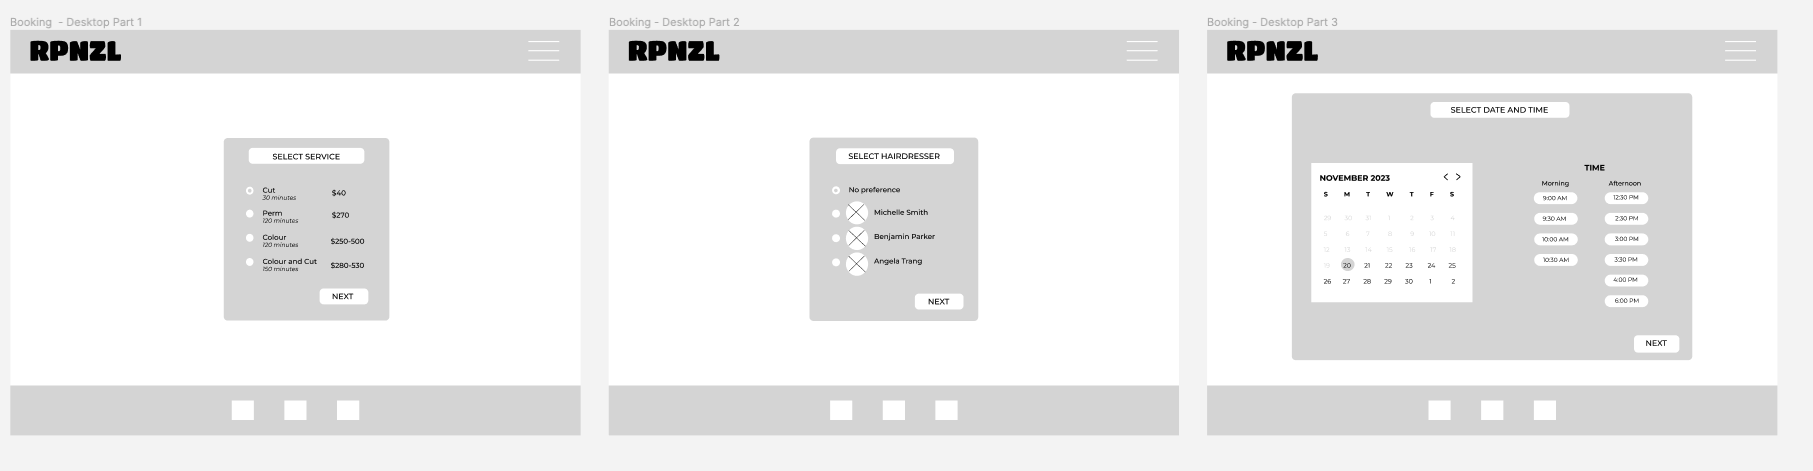 Booking - Desktop Part 1
RPNZL
SELECT SERVICE
Cut
30 minutes
$40
Perm
120 minutes
$270
Colour
120 minutes
$250-500
Colour and Cut
150 minutes
$280-530
NEXT
Booking - Desktop Part 2
RPNZL
SELECT HAIRDRESSER
No preference
Michelle Smith
Benjamin Parker
Angela Trang
NEXT
Booking - Desktop Part 3
RPNZL
SELECT DATE AND TIME
NOVEMBER 2023 < >
S M T W T F S
29 30 31 1 2 3 4
5 6 7 8 9 10 11
12 13 14 15 16 17 18
19 20 21 22 23 24 25
26 27 28 29 30 1 2
TIME
Morning
9:00 AM
9:30 AM
10:00 AM
10:30 AM
Afternoon
12:30 PM
2:30 PM
3:00 PM
3:30 PM
4:00 PM
6:00 PM
NEXT